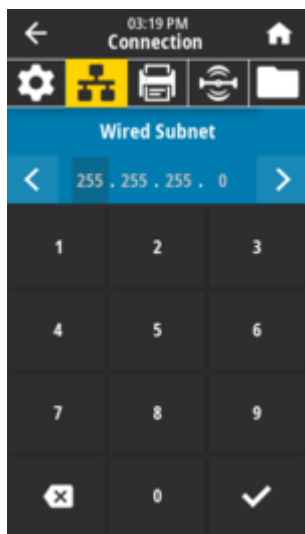 03:19 PM
Connection
Wired Subnet
255 . 255 . 255 . 0
1 2 3
4 5 6
7 8 9
0